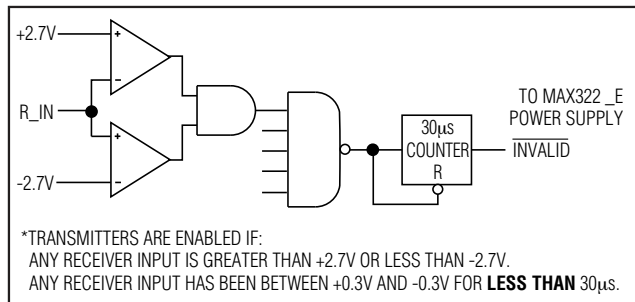 +2.7V
+
-
R_IN
+
-2.7V
-
30µs
COUNTER
R
TO MAX322 _E
POWER SUPPLY
INVALID
*TRANSMITTERS ARE ENABLED IF:
ANY RECEIVER INPUT IS GREATER THAN +2.7V OR LESS THAN -2.7V.
ANY RECEIVER INPUT HAS BEEN BETWEEN +0.3V AND -0.3V FOR LESS THAN 30µs.